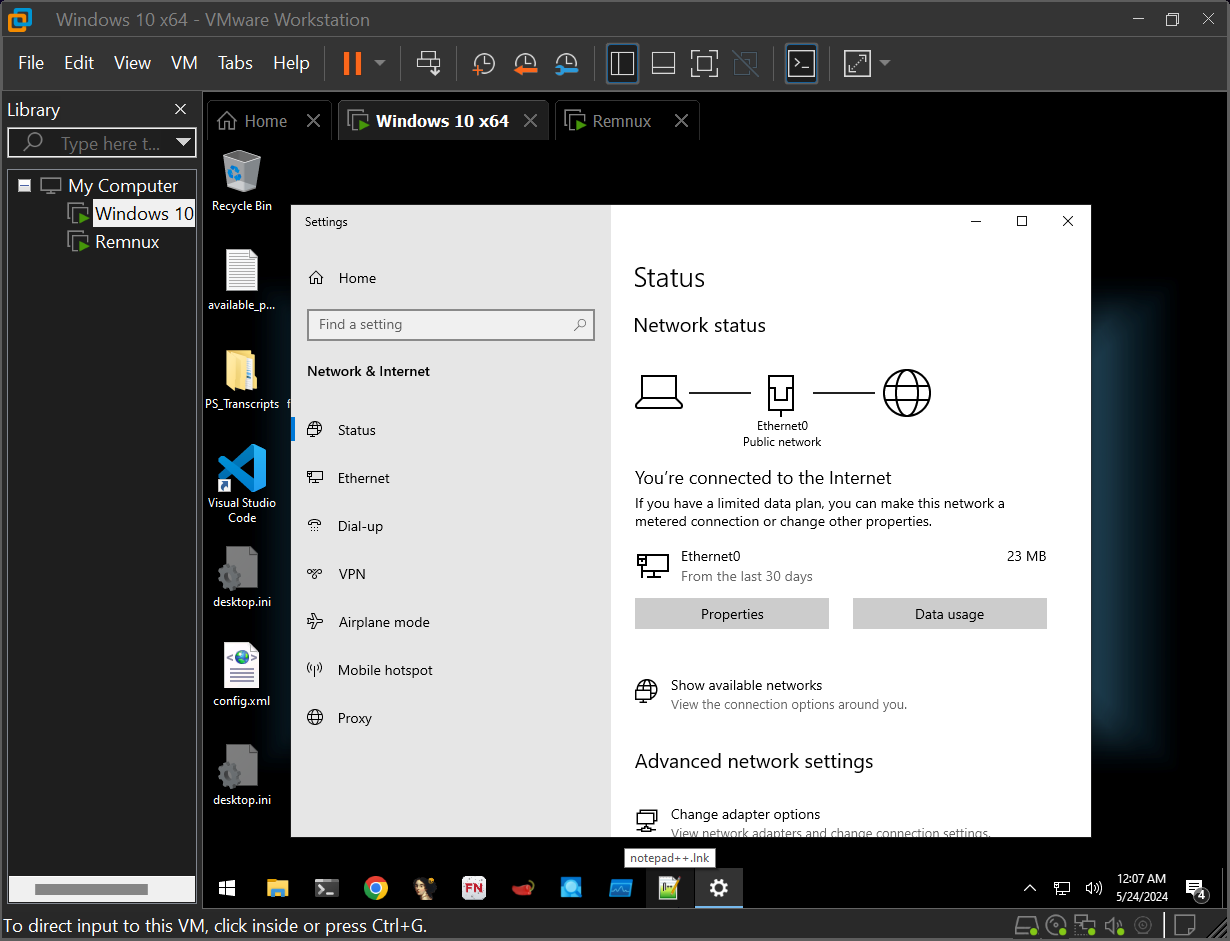 Windows 10 x64 - VMware Workstation
File Edit View VM Tabs Help
Library
Type here t...
My Computer
Windows 10
Remnux
Home
Windows 10 x64
Remnux
Recycle Bin
available_p...
PS_Transcripts
f
Visual Studio
Code
desktop.ini
config.xml
desktop.ini
Settings
Home
Find a setting
Network & Internet
Status
Ethernet
Dial-up
VPN
Airplane mode
Mobile hotspot
Proxy
Status
Network status
Ethernet0
Public network
You're connected to the Internet
If you have a limited data plan, you can make this network a
metered connection or change other properties.
Ethernet0 23 MB
From the last 30 days
Properties Data usage
Show available networks
View the connection options around you.
Advanced network settings
Change adapter options
View network adapters and change connection settings.
notepad++.lnk
FN
12:07 AM
5/24/2024
4
To direct input to this VM, click inside or press Ctrl+G.